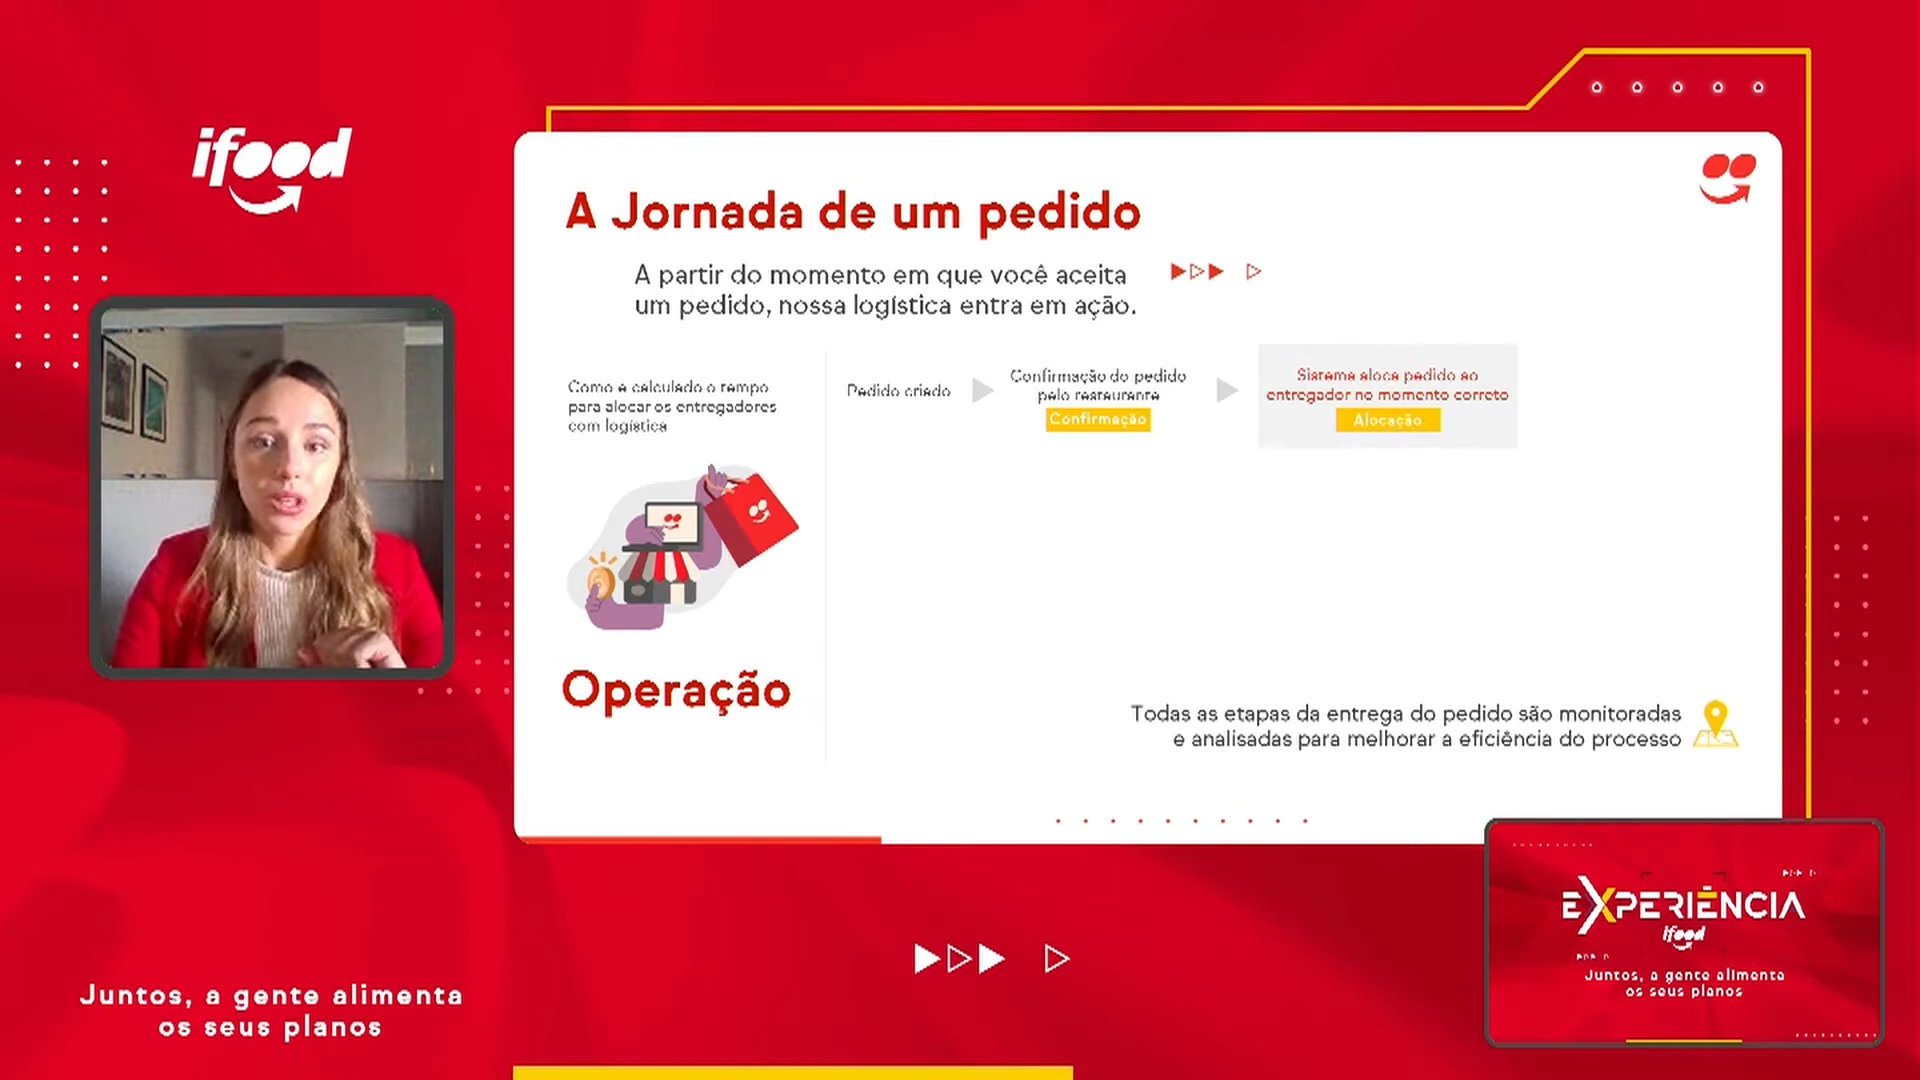 ifood
A Jornada de um pedido
A partir do momento em que você aceita
um pedido, nossa logística entra em ação.
Como e calculado o tempo
para alocar os entregadores
com logística
Pedido criado
Confirmação do pedido
pelo restaurante
Confirmação
Sistema aloca pedido ao
entregador no momento correto
Alocação
Operação
Todas as etapas da entrega do pedido são monitoradas
e analisadas para melhorar a eficiência do processo
Juntos, a gente alimenta
os seus planos
EXPERIÊNCIA
ifood
Juntos, a gente alimenta
os seus planos